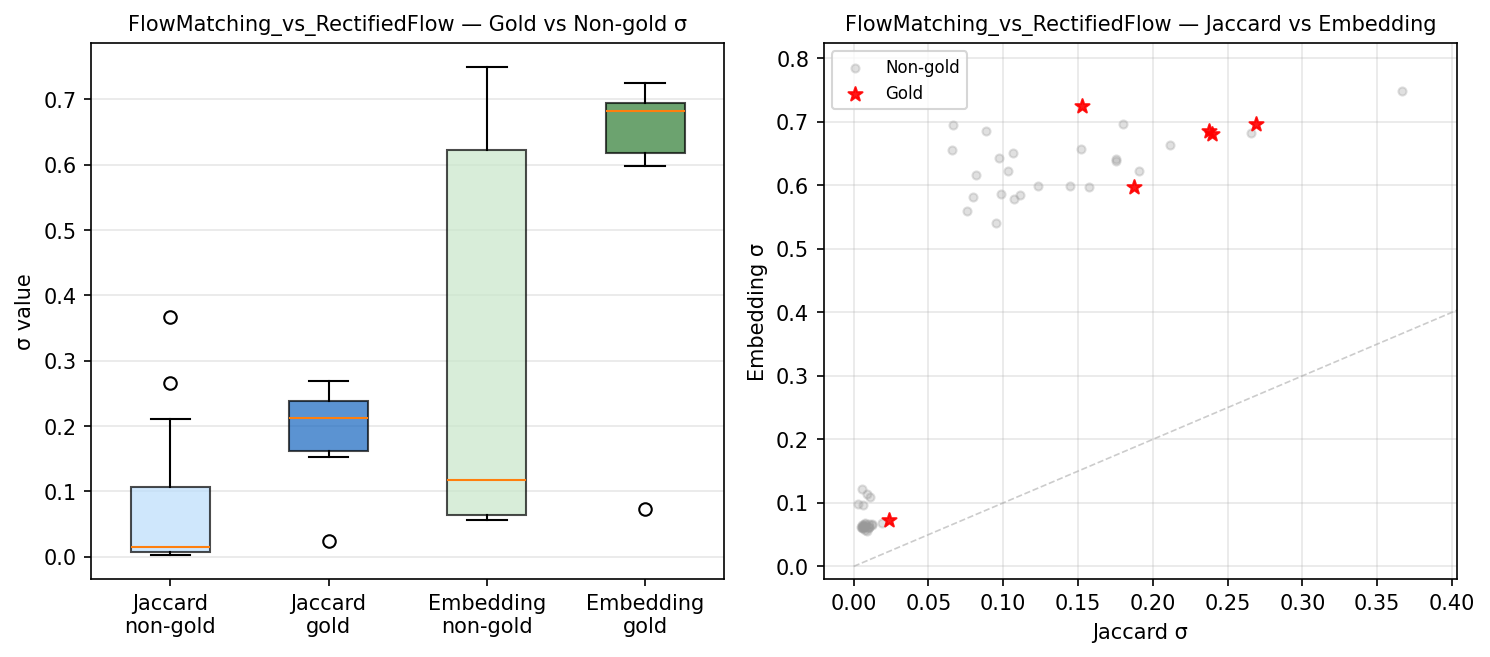 FlowMatching_vs_RectifiedFlow — Gold vs Non-gold σ
σ value
0.7
0.6
0.5
0.4
0.3
0.2
0.1
0.0
Jaccard
non-gold
Jaccard
gold
Embedding
non-gold
Embedding
gold
FlowMatching_vs_RectifiedFlow — Jaccard vs Embedding
Non-gold
Gold
Embedding σ
0.8
0.7
0.6
0.5
0.4
0.3
0.2
0.1
0.0
0.00 0.05 0.10 0.15 0.20 0.25 0.30 0.35 0.40
Jaccard σ